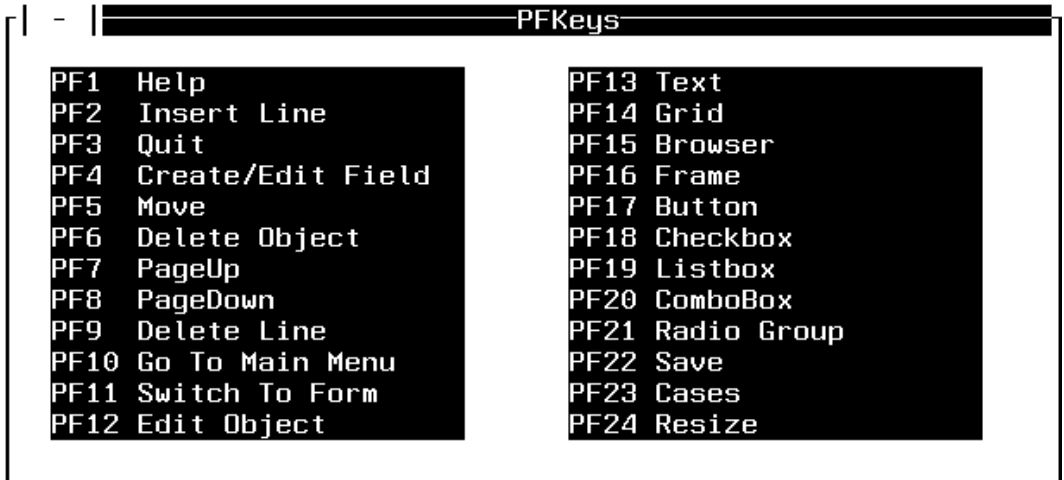 PFKeys
PF1 Help
PF2 Insert Line
PF3 Quit
PF4 Create/Edit Field
PF5 Move
PF6 Delete Object
PF7 PageUp
PF8 PageDown
PF9 Delete Line
PF10 Go To Main Menu
PF11 Switch To Form
PF12 Edit Object
PF13 Text
PF14 Grid
PF15 Browser
PF16 Frame
PF17 Button
PF18 Checkbox
PF19 Listbox
PF20 ComboBox
PF21 Radio Group
PF22 Save
PF23 Cases
PF24 Resize